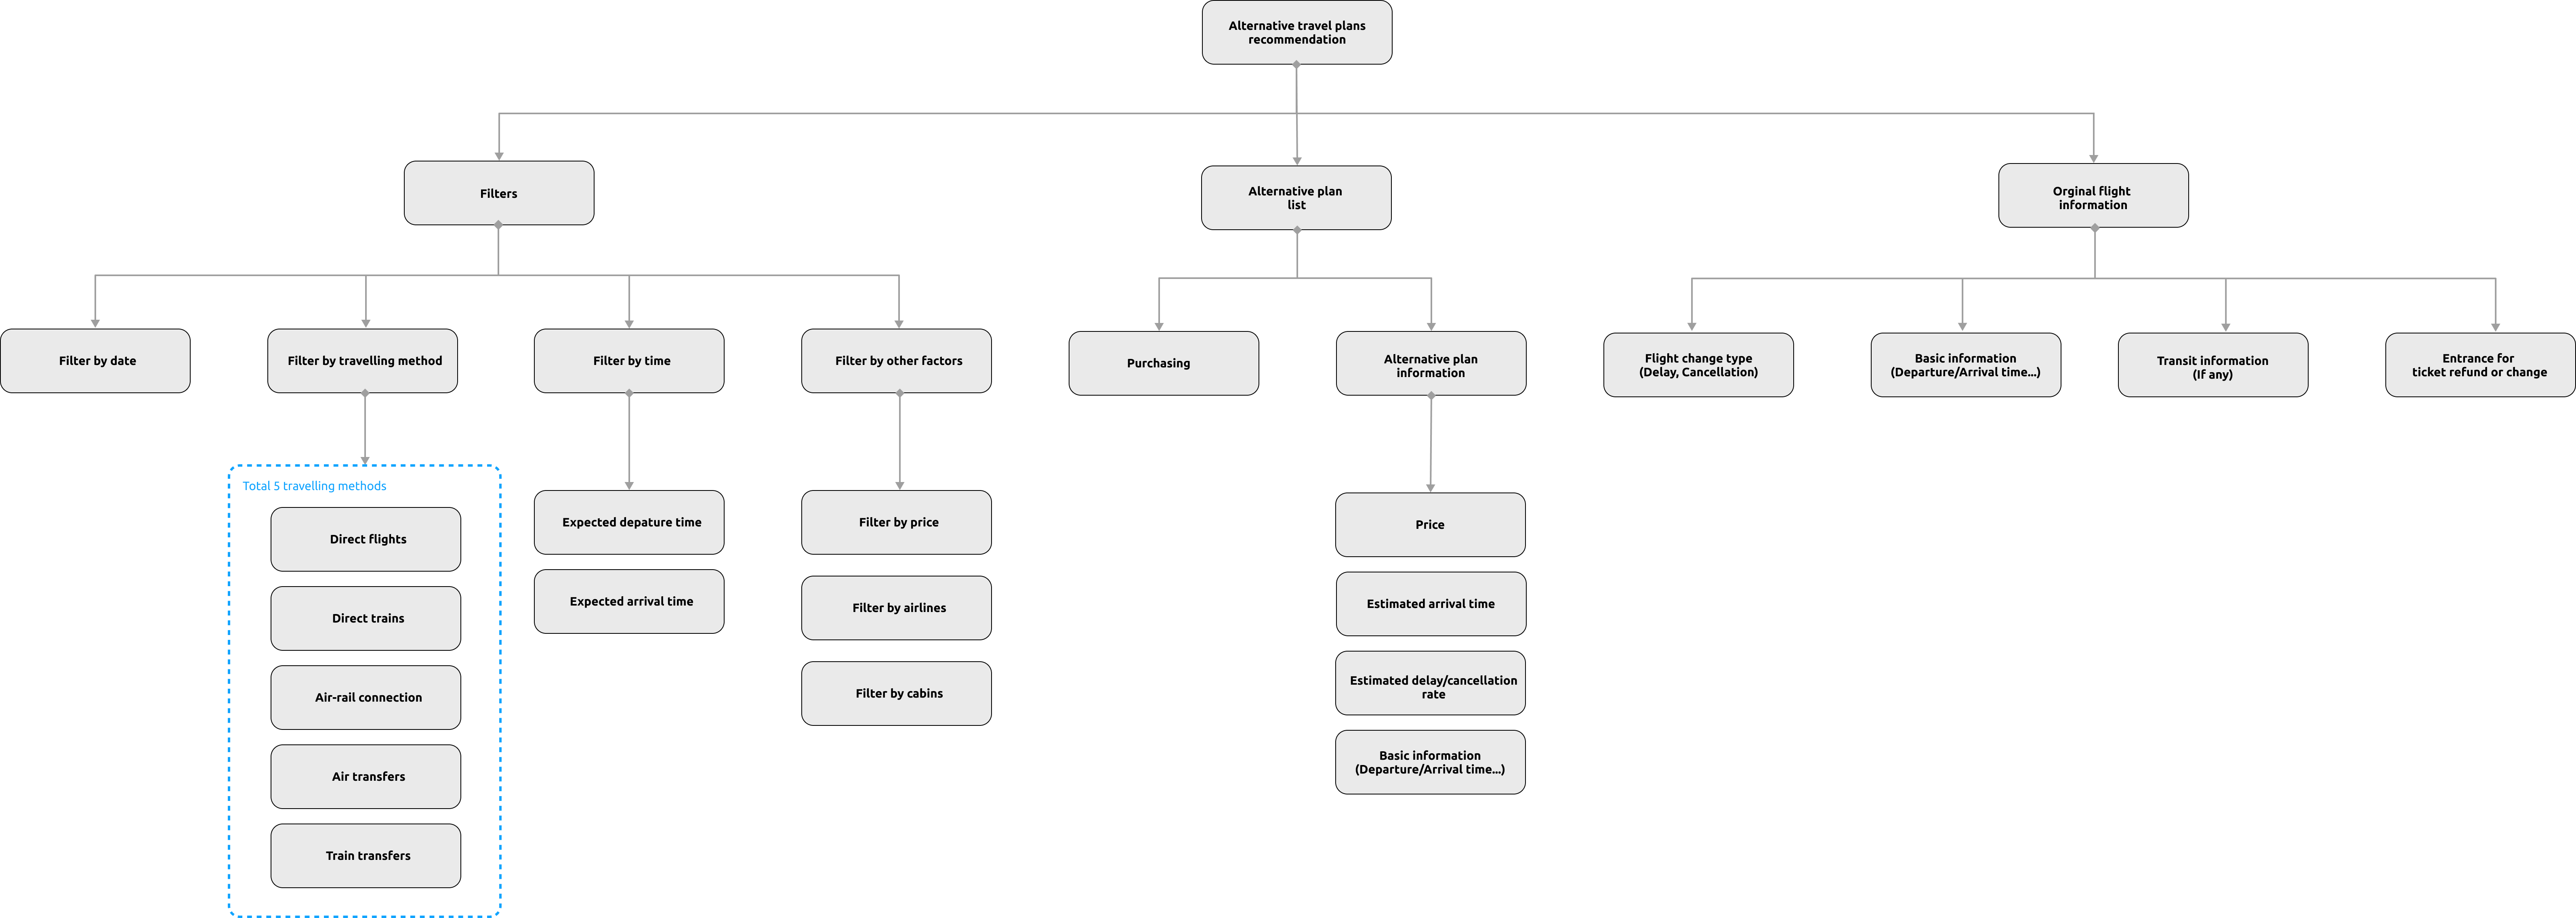 Alternative travel plans
recommendation
Filters
Alternative plan
list
Orginal flight
information
Filter by date
Filter by travelling method
Filter by time
Filter by other factors
Purchasing
Alternative plan
information
Flight change type
(Delay, Cancellation)
Basic information
(Departure/Arrival time...)
Transit information
(If any)
Entrance for
ticket refund or change
Total 5 travelling methods
Direct flights
Direct trains
Air-rail connection
Air transfers
Train transfers
Expected depature time
Expected arrival time
Filter by price
Filter by airlines
Filter by cabins
Price
Estimated arrival time
Estimated delay/cancellation
rate
Basic information
(Departure/Arrival time...)